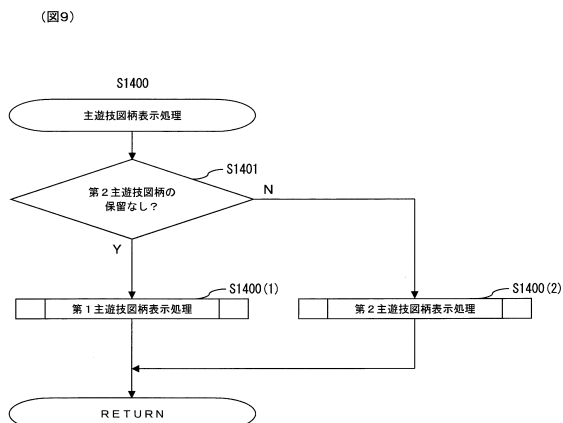 （図9）
S1400
主遊技図柄表示処理
S1401
第２主遊技図柄の
保留なし？
N
Y
S1400(1)
第１主遊技図柄表示処理
S1400(2)
第２主遊技図柄表示処理
ＲＥＴＵＲＮ